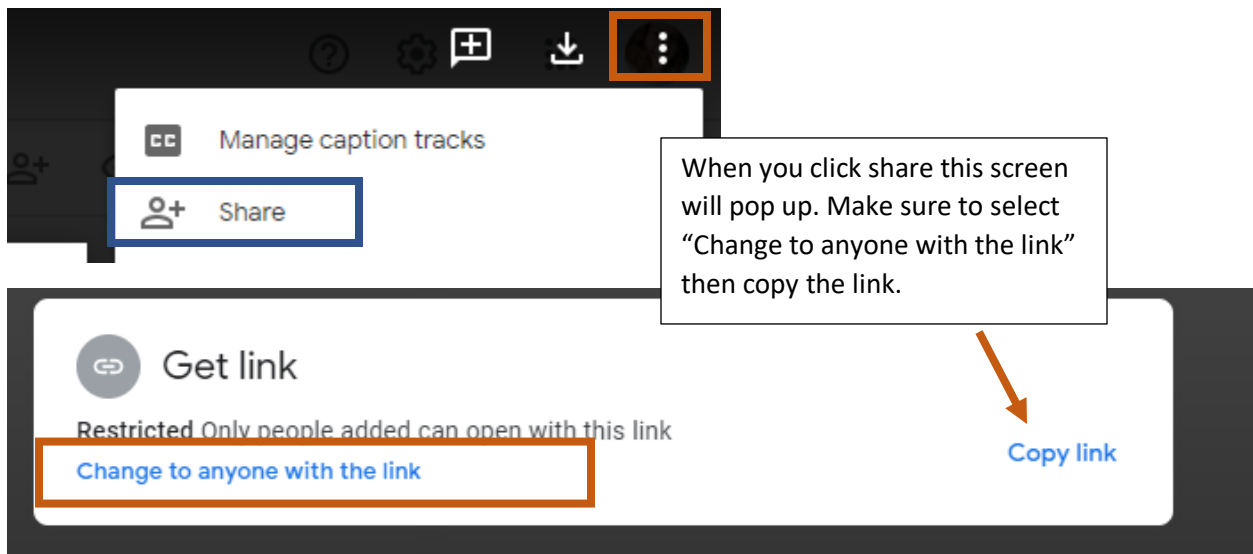 CC Manage caption tracks
Share
When you click share this screen
will pop up. Make sure to select
“Change to anyone with the link”
then copy the link.
Get link
Restricted Only people added can open with this link
Change to anyone with the link
Copy link